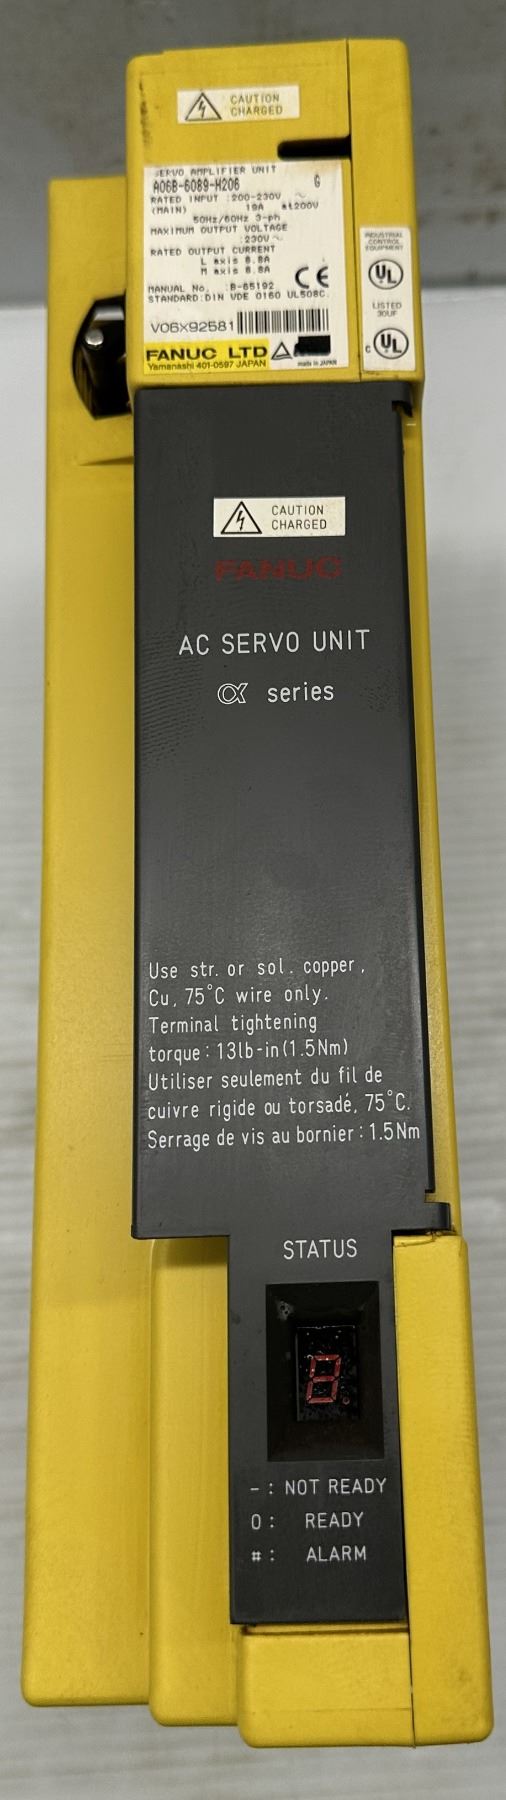 CAUTION
CHARGED
SERVO AMPLIFIER UNIT
A06B-6089-H206 G
RATED INPUT :200-230V ~
(MAIN) 19A *t200V
50Hz/60Hz 3-ph
MAXIMUM OUTPUT VOLTAGE
:230V ~
RATED OUTPUT CURRENT
L axis 6.8A
M axis 6.8A
MANUAL No. :B-65192
STANDARD:DIN VDE 0160 UL508C.
CE
V06X92581
FANUC LTD
Yamanashi 401-0597 JAPAN
made in JAPAN
INDUSTRIAL
CONTROL
EQUIPMENT
UL
LISTED
30UF
c UL
CAUTION
CHARGED
FANUC
AC SERVO UNIT
α series
Use str. or sol. copper,
Cu, 75°C wire only.
Terminal tightening
torque : 13lb-in(1.5Nm)
Utiliser seulement du fil de
cuivre rigide ou torsadé, 75°C.
Serrage de vis au bornier : 1.5Nm
STATUS
8.
- : NOT READY
0 : READY
# : ALARM